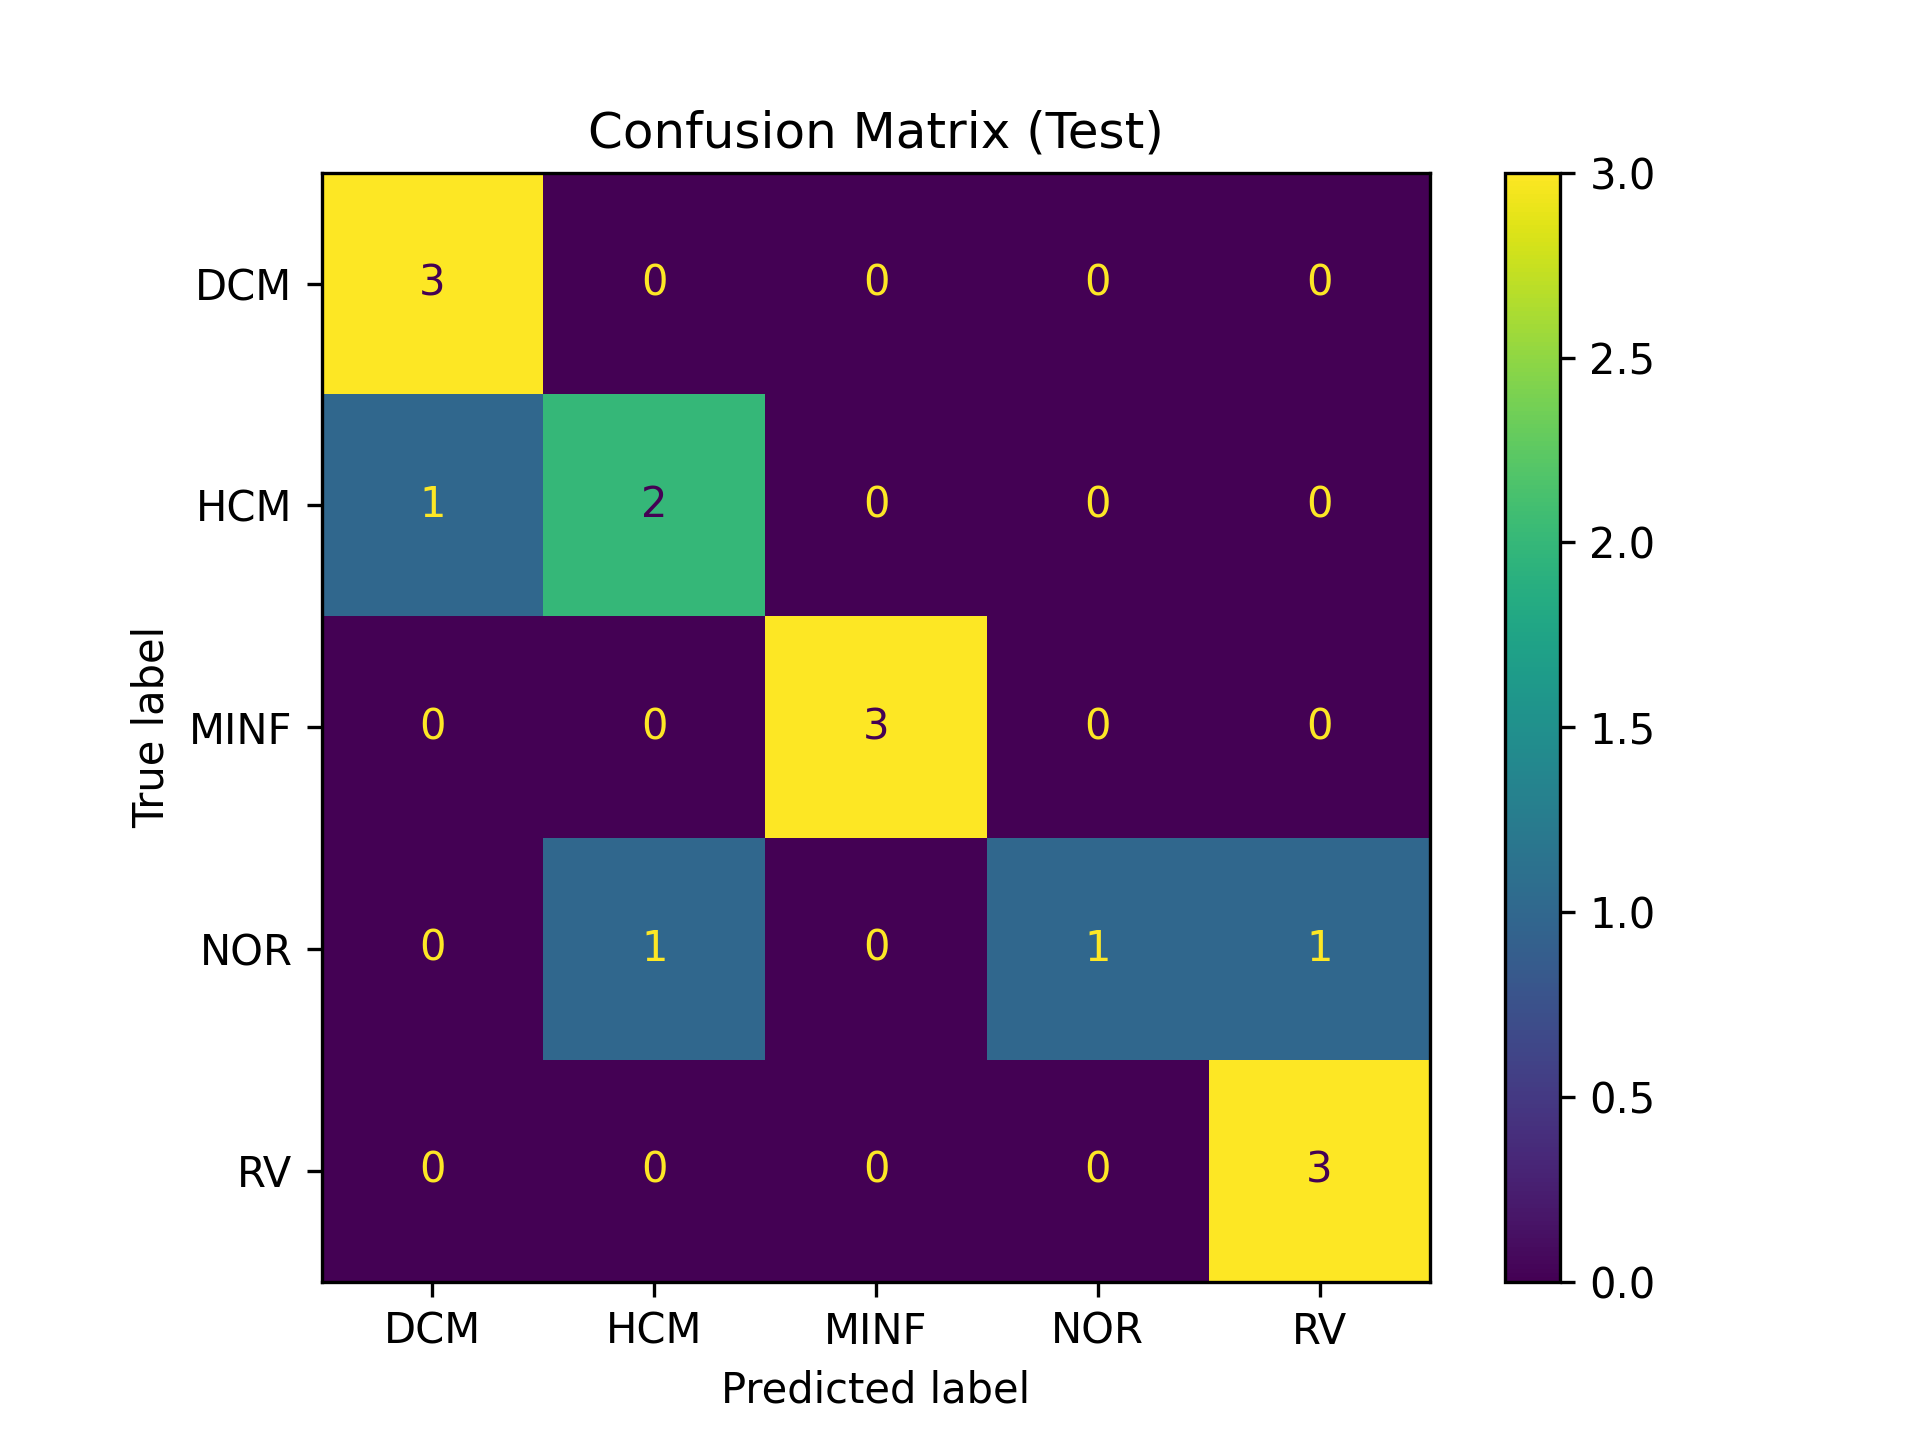 Confusion Matrix (Test)
True label
DCM 3 0 0 0 0
HCM 1 2 0 0 0
MINF 0 0 3 0 0
NOR 0 1 0 1 1
RV 0 0 0 0 3
DCM HCM MINF NOR RV
Predicted label
3.0
2.5
2.0
1.5
1.0
0.5
0.0